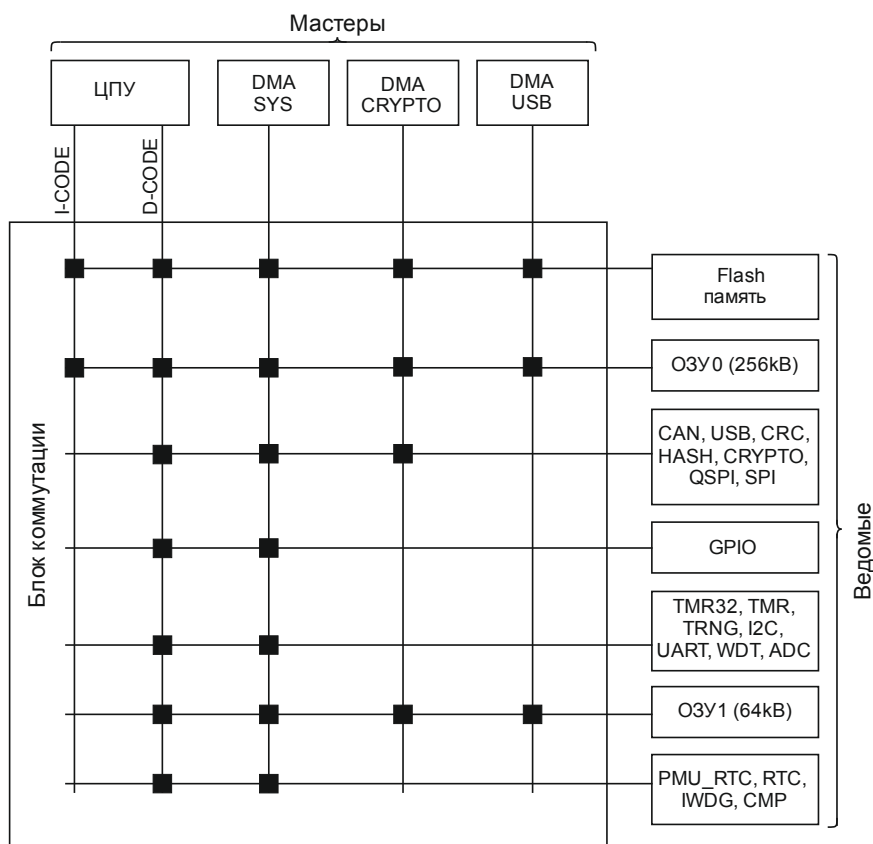 Мастеры
ЦПУ
DMA
SYS
DMA
CRYPTO
DMA
USB
I-CODE
D-CODE
Блок коммутации
Flash
память
ОЗУ0 (256kB)
CAN, USB, CRC,
HASH, CRYPTO,
QSPI, SPI
GPIO
TMR32, TMR,
TRNG, I2C,
UART, WDT, ADC
ОЗУ1 (64kB)
PMU_RTC, RTC,
IWDG, CMP
Ведомые